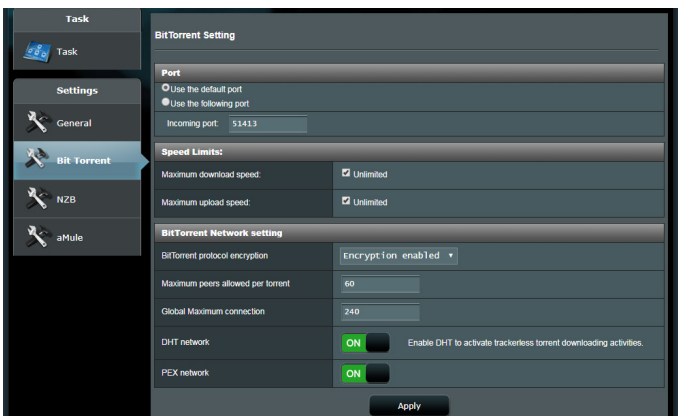 Task
Task
Settings
General
Bit Torrent
NZB
aMule
BitTorrent Setting
Port
Use the default port
Use the following port
Incoming port: 51413
Speed Limits:
Maximum download speed: Unlimited
Maximum upload speed: Unlimited
BitTorrent Network setting
BitTorrent protocol encryption Encryption enabled
Maximum peers allowed per torrent 60
Global Maximum connection 240
DHT network ON Enable DHT to activate trackerless torrent downloading activities.
PEX network ON
Apply